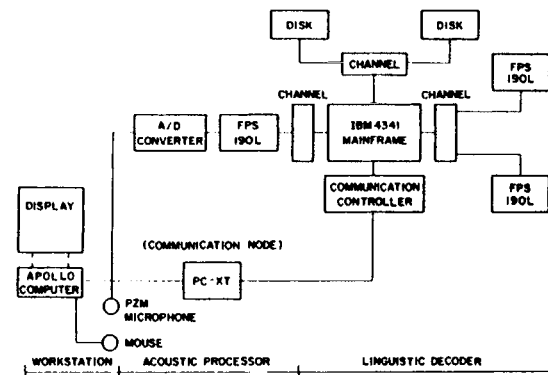 DISK
DISK
CHANNEL
FPS
190L
CHANNEL
CHANNEL
A/D
CONVERTER
FPS
190L
IBM 4341
MAINFRAME
COMMUNICATION
CONTROLLER
FPS
190L
DISPLAY
(COMMUNICATION NODE)
APOLLO
COMPUTER
PC-XT
PZM
MICROPHONE
MOUSE
WORKSTATION
ACOUSTIC PROCESSOR
LINGUISTIC DECODER